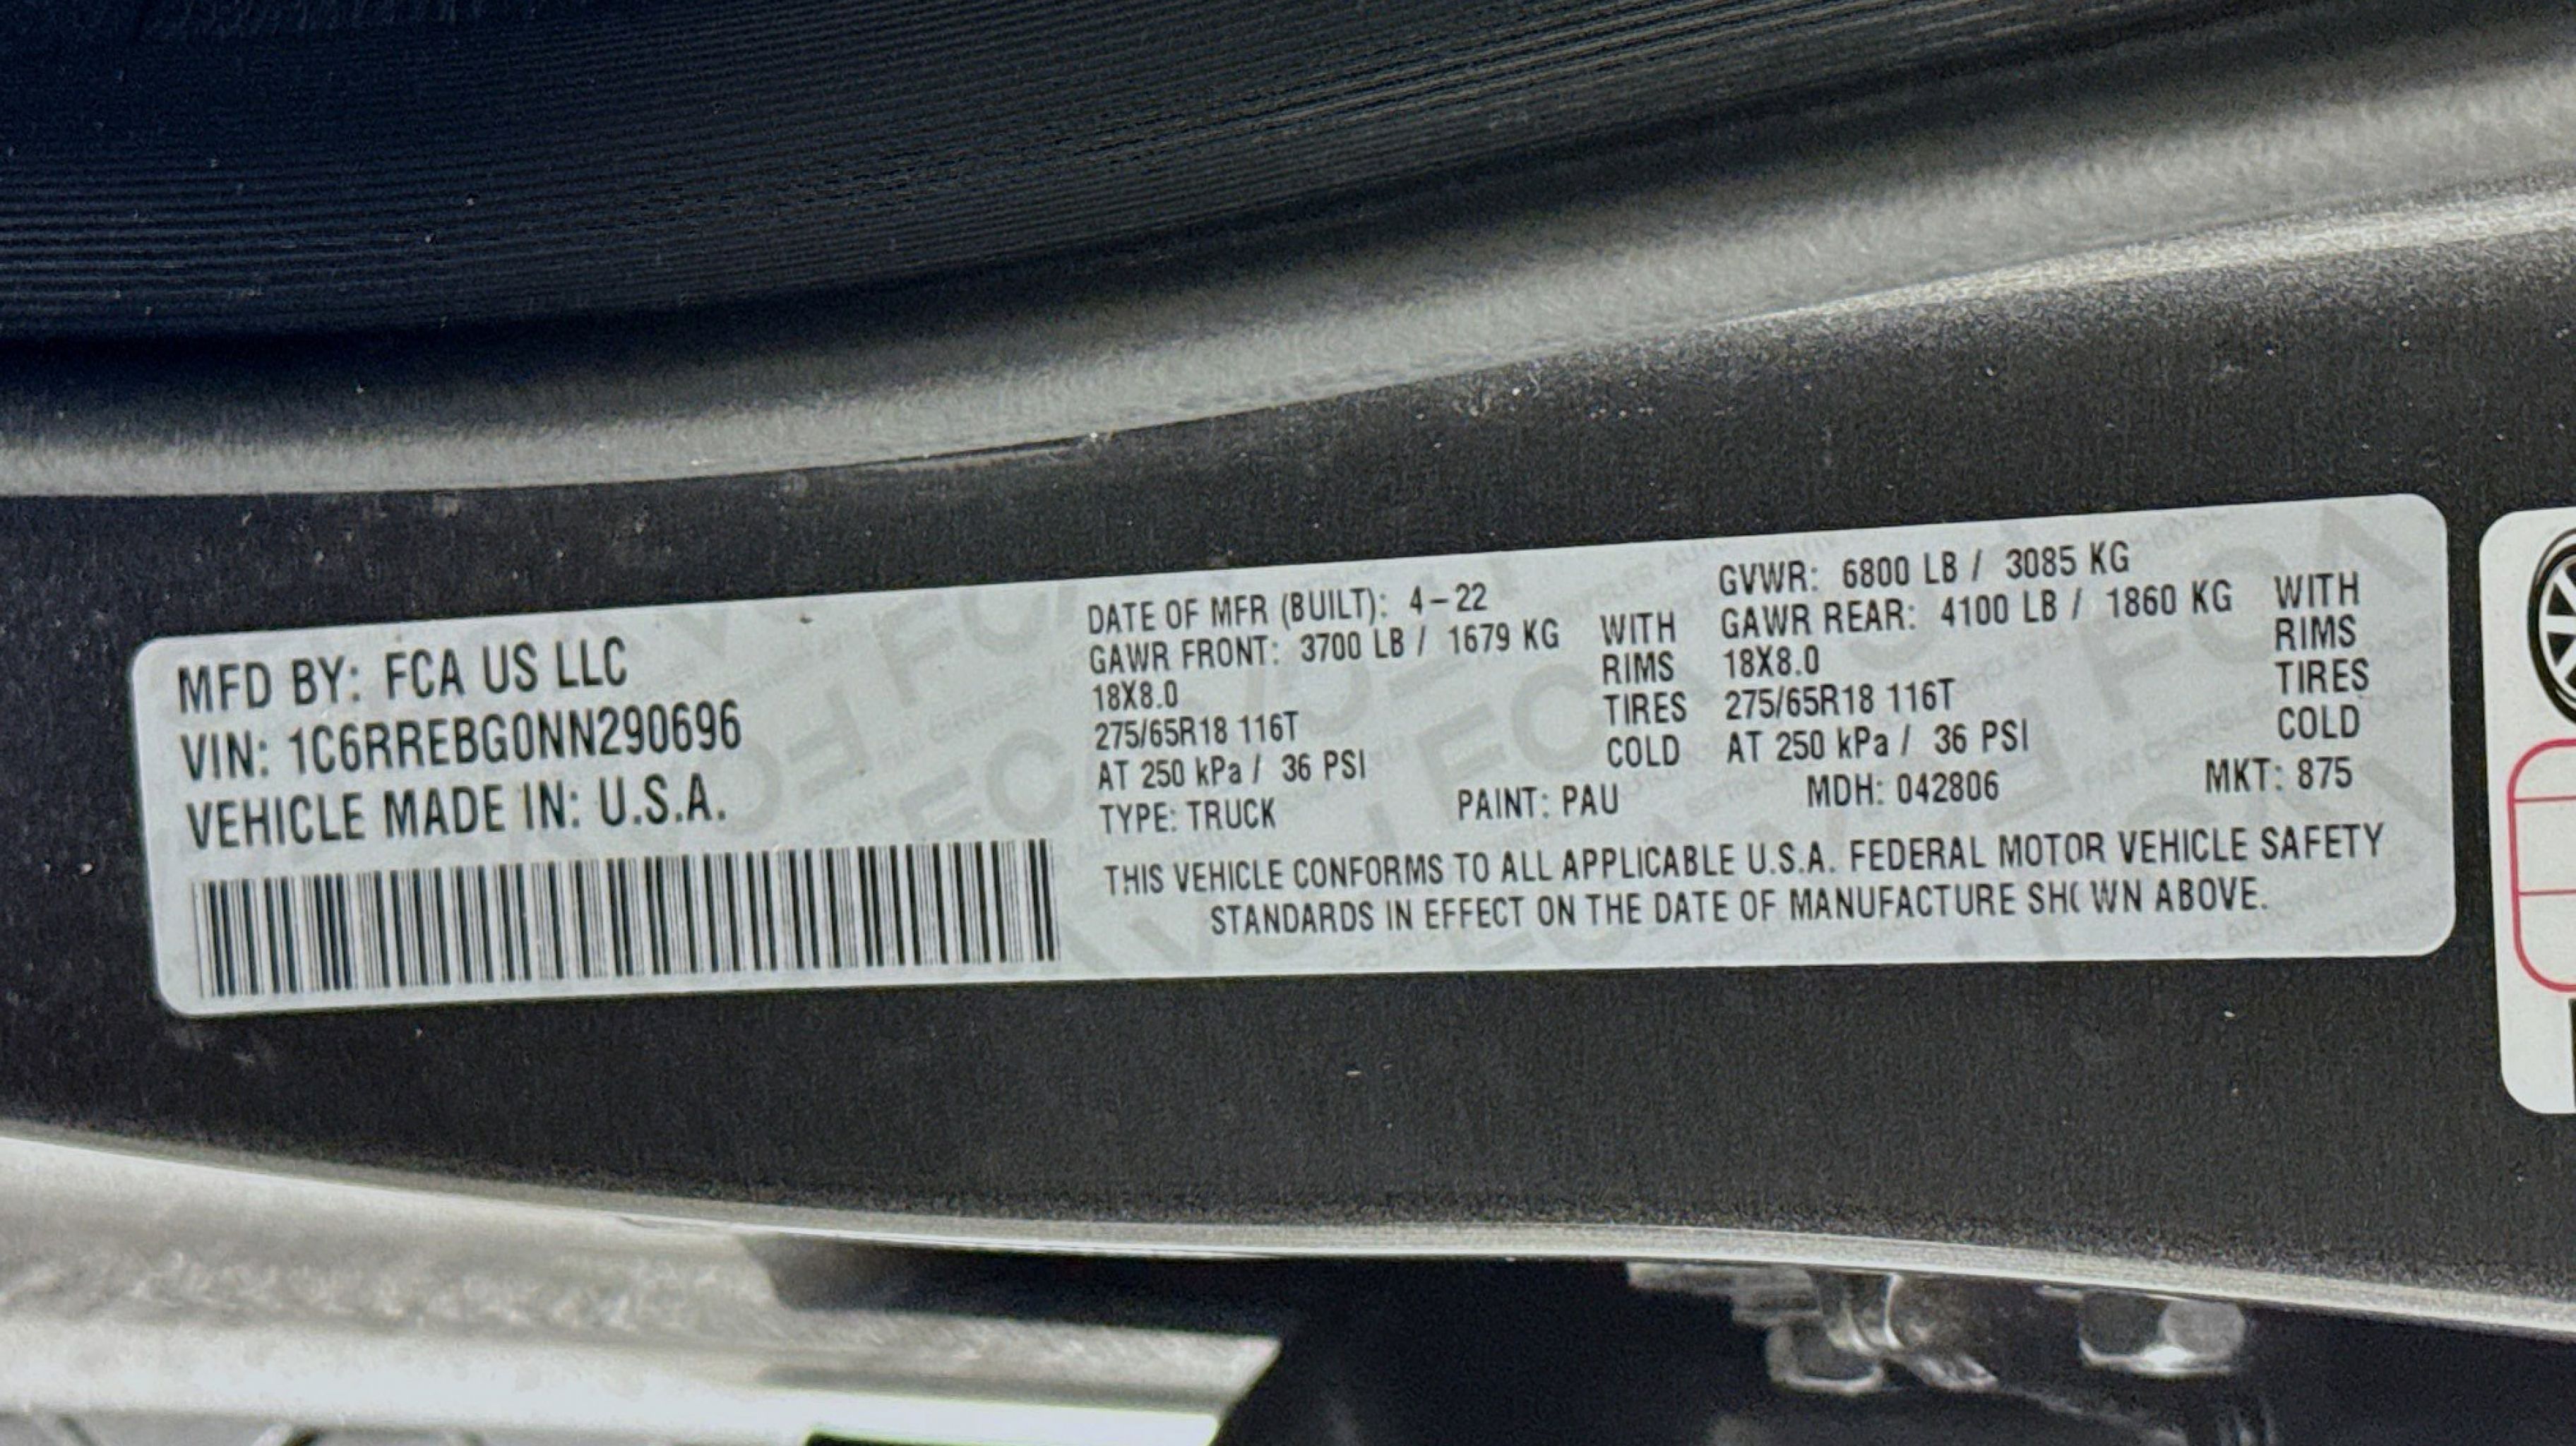 MFD BY: FCA US LLC
VIN: 1C6RREBG0NN290696
VEHICLE MADE IN: U.S.A.
DATE OF MFR (BUILT): 4-22
GVWR: 6800 LB / 3085 KG
GAWR FRONT: 3700 LB / 1679 KG WITH
GAWR REAR: 4100 LB / 1860 KG WITH
18X8.0 RIMS
18X8.0 RIMS
275/65R18 116T TIRES
275/65R18 116T TIRES
AT 250 kPa / 36 PSI COLD
AT 250 kPa / 36 PSI COLD
TYPE: TRUCK PAINT: PAU MDH: 042806 MKT: 875
THIS VEHICLE CONFORMS TO ALL APPLICABLE U.S.A. FEDERAL MOTOR VEHICLE SAFETY
STANDARDS IN EFFECT ON THE DATE OF MANUFACTURE SHOWN ABOVE.